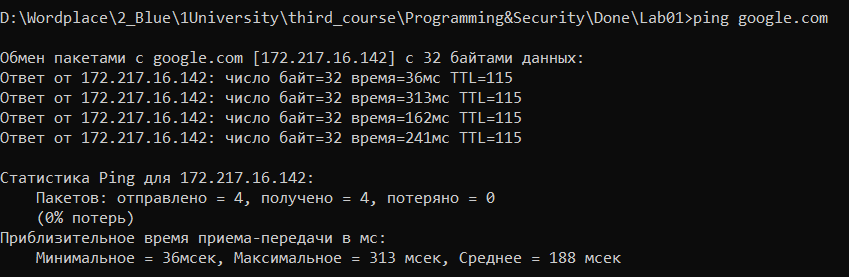 D:\Wordplace\2_Blue\1University\third_course\Programming&Security\Done\Lab01>ping google.com
Обмен пакетами с google.com [172.217.16.142] с 32 байтами данных:
Ответ от 172.217.16.142: число байт=32 время=36мс TTL=115
Ответ от 172.217.16.142: число байт=32 время=313мс TTL=115
Ответ от 172.217.16.142: число байт=32 время=162мс TTL=115
Ответ от 172.217.16.142: число байт=32 время=241мс TTL=115
Статистика Ping для 172.217.16.142:
Пакетов: отправлено = 4, получено = 4, потеряно = 0
(0% потерь)
Приблизительное время приема-передачи в мс:
Минимальное = 36мсек, Максимальное = 313 мсек, Среднее = 188 мсек